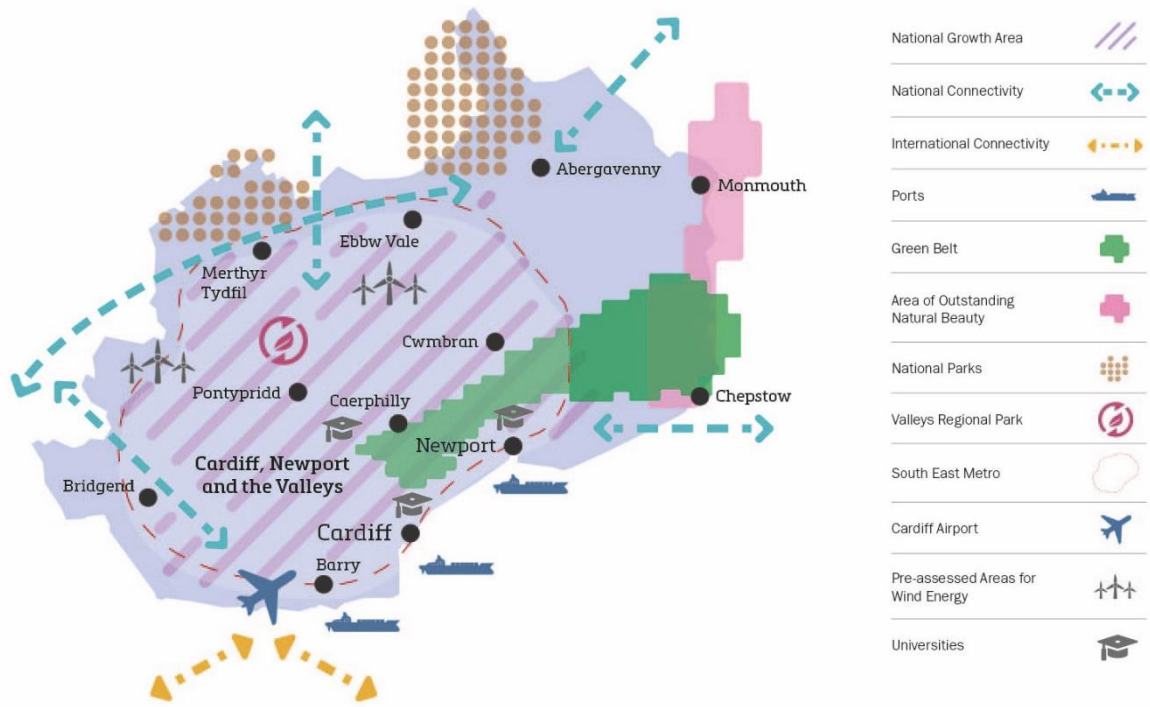 Abergavenny
Monmouth
Ebbw Vale
Merthyr
Tydfil
Cwmbran
Pontypridd
Caerphilly
Chepstow
Newport
Cardiff, Newport
and the Valleys
Bridgend
Cardiff
Barry
National Growth Area
National Connectivity
International Connectivity
Ports
Green Belt
Area of Outstanding
Natural Beauty
National Parks
Valleys Regional Park
South East Metro
Cardiff Airport
Pre-assessed Areas for
Wind Energy
Universities